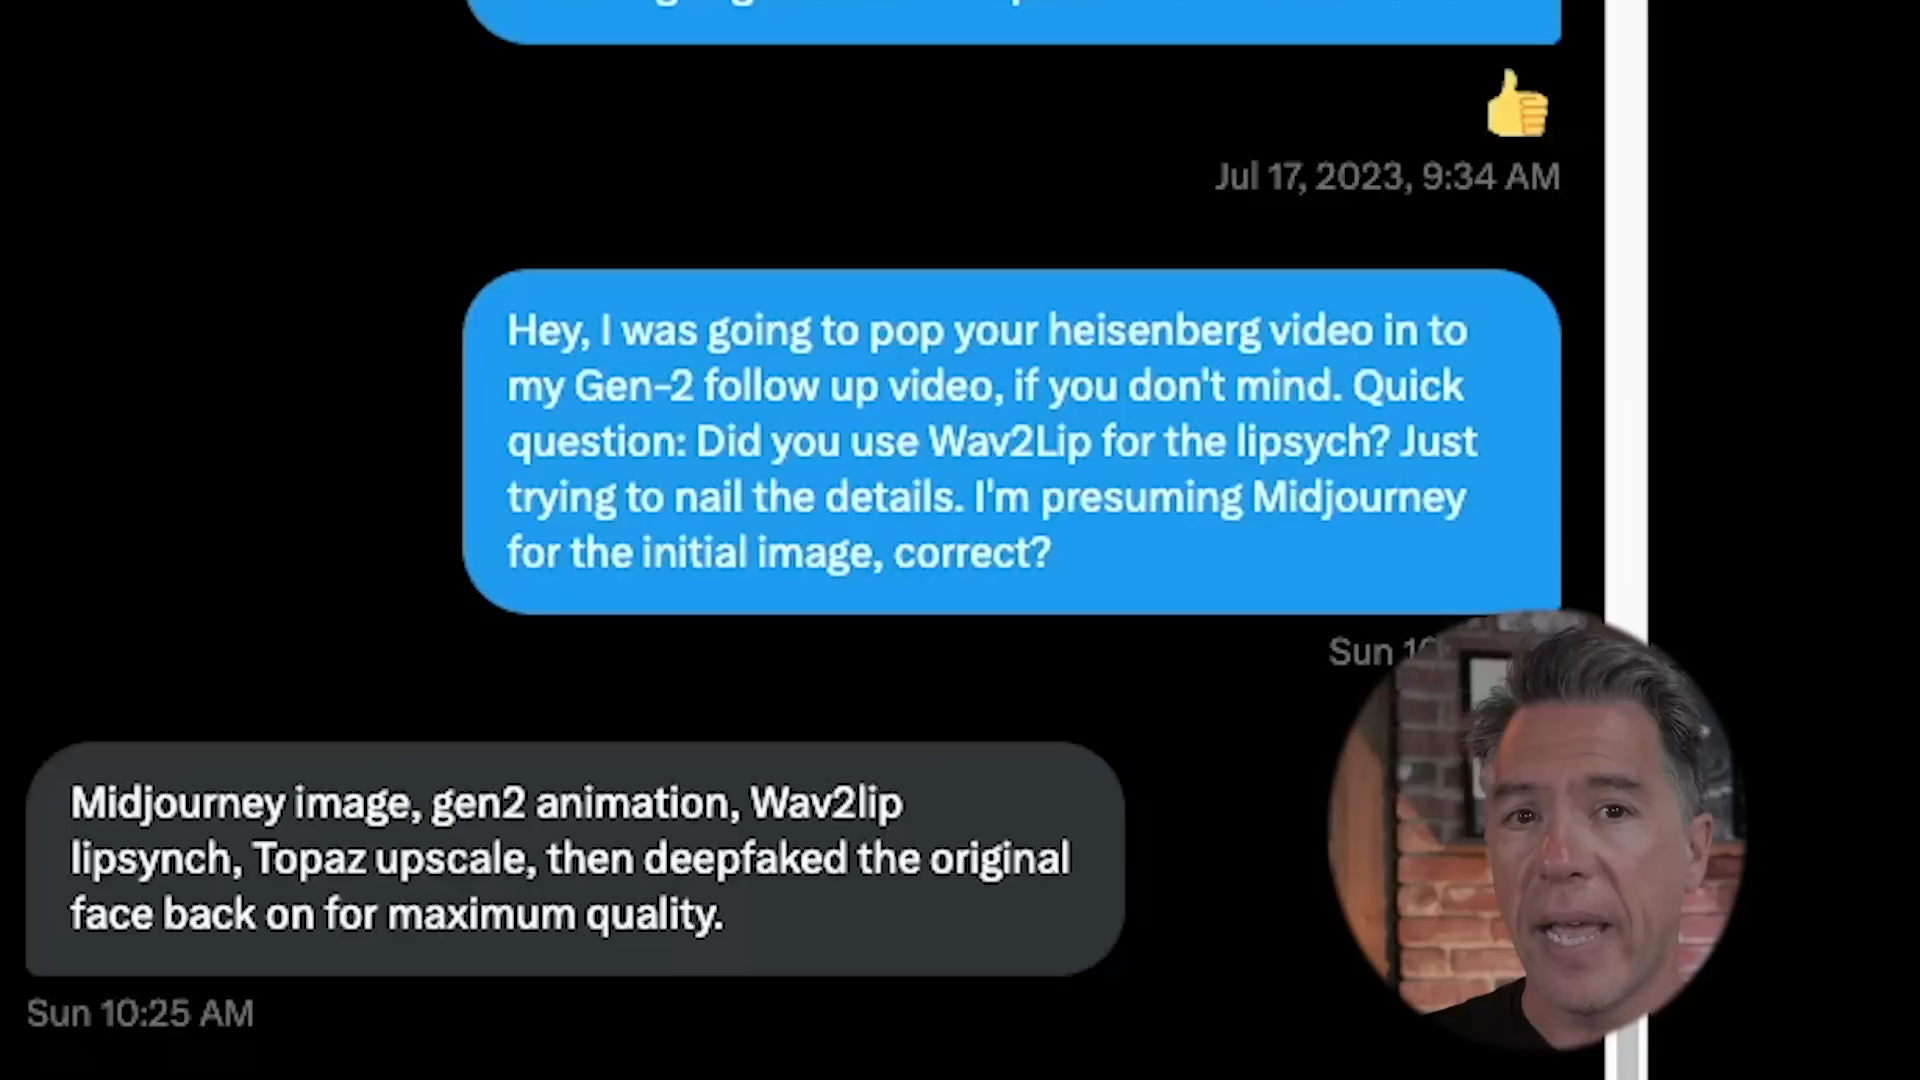 Jul 17, 2023, 9:34 AM
Hey, I was going to pop your heisenberg video in to
my Gen-2 follow up video, if you don't mind. Quick
question: Did you use Wav2Lip for the lipsych? Just
trying to nail the details. I'm presuming Midjourney
for the initial image, correct?
Sun
Midjourney image, gen2 animation, Wav2lip
lipsynch, Topaz upscale, then deepfaked the original
face back on for maximum quality.
Sun 10:25 AM